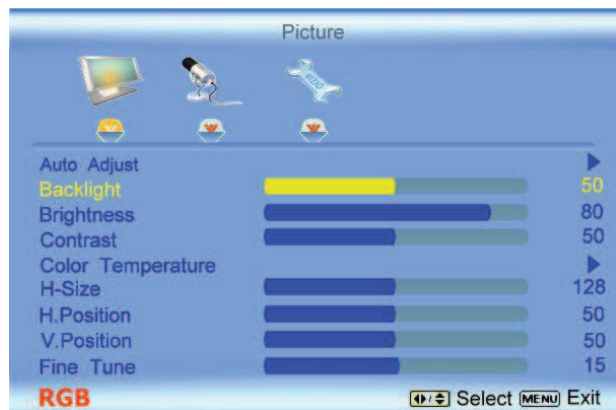 Picture
VIZIO
Auto Adjust
Backlight 50
Brightness 80
Contrast 50
Color Temperature
H-Size 128
H.Position 50
V.Position 50
Fine Tune 15
RGB Select MENU Exit